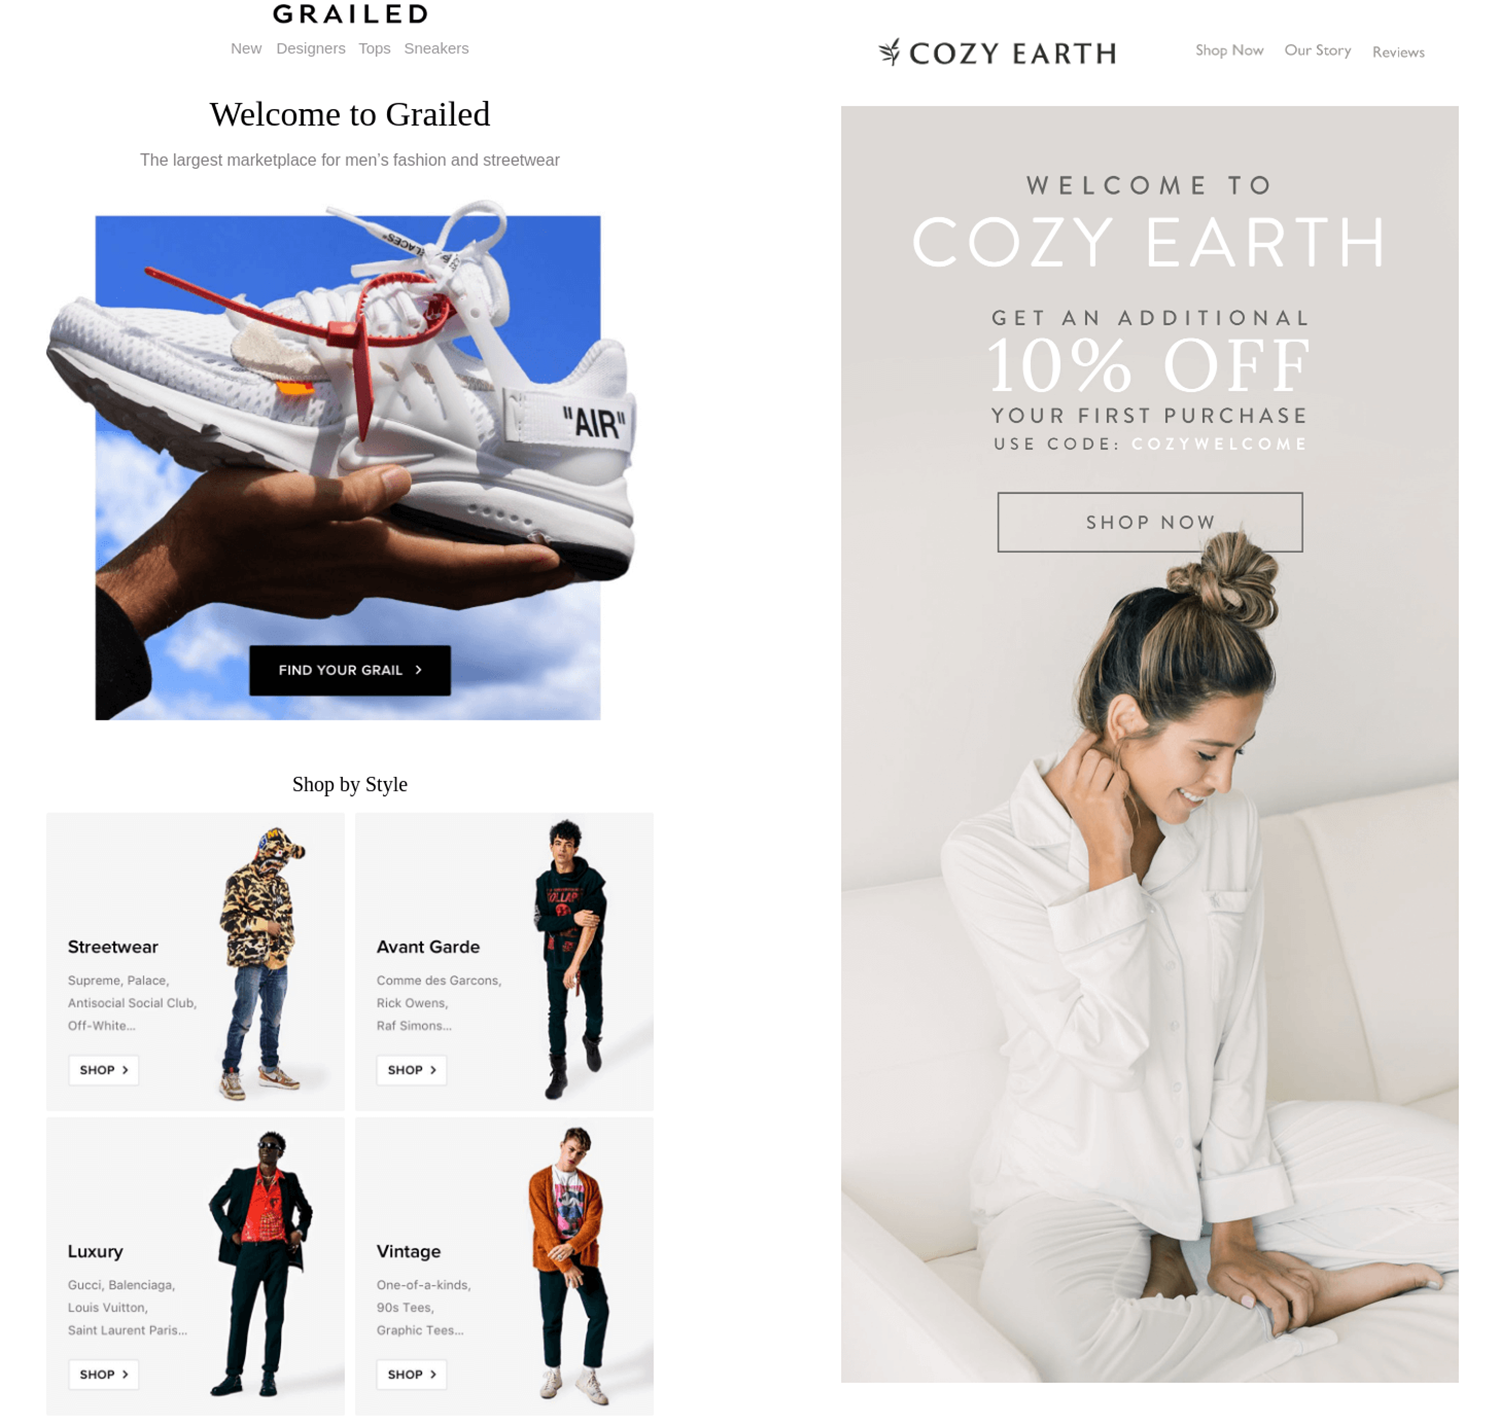 GRAILED
New Designers Tops Sneakers
Welcome to Grailed
The largest marketplace for men’s fashion and streetwear
"AIR"
FIND YOUR GRAIL >
Shop by Style
Streetwear
Supreme, Palace,
Antisocial Social Club,
Off-White...
SHOP >
Avant Garde
Comme des Garcons,
Rick Owens,
Raf Simons...
SHOP >
Luxury
Gucci, Balenciaga,
Louis Vuitton,
Saint Laurent Paris...
SHOP >
Vintage
One-of-a-kinds,
90s Tees,
Graphic Tees...
SHOP >
COZY EARTH
Shop Now Our Story Reviews
WELCOME TO
COZY EARTH
GET AN ADDITIONAL
10% OFF
YOUR FIRST PURCHASE
USE CODE: COZYWELCOME
SHOP NOW